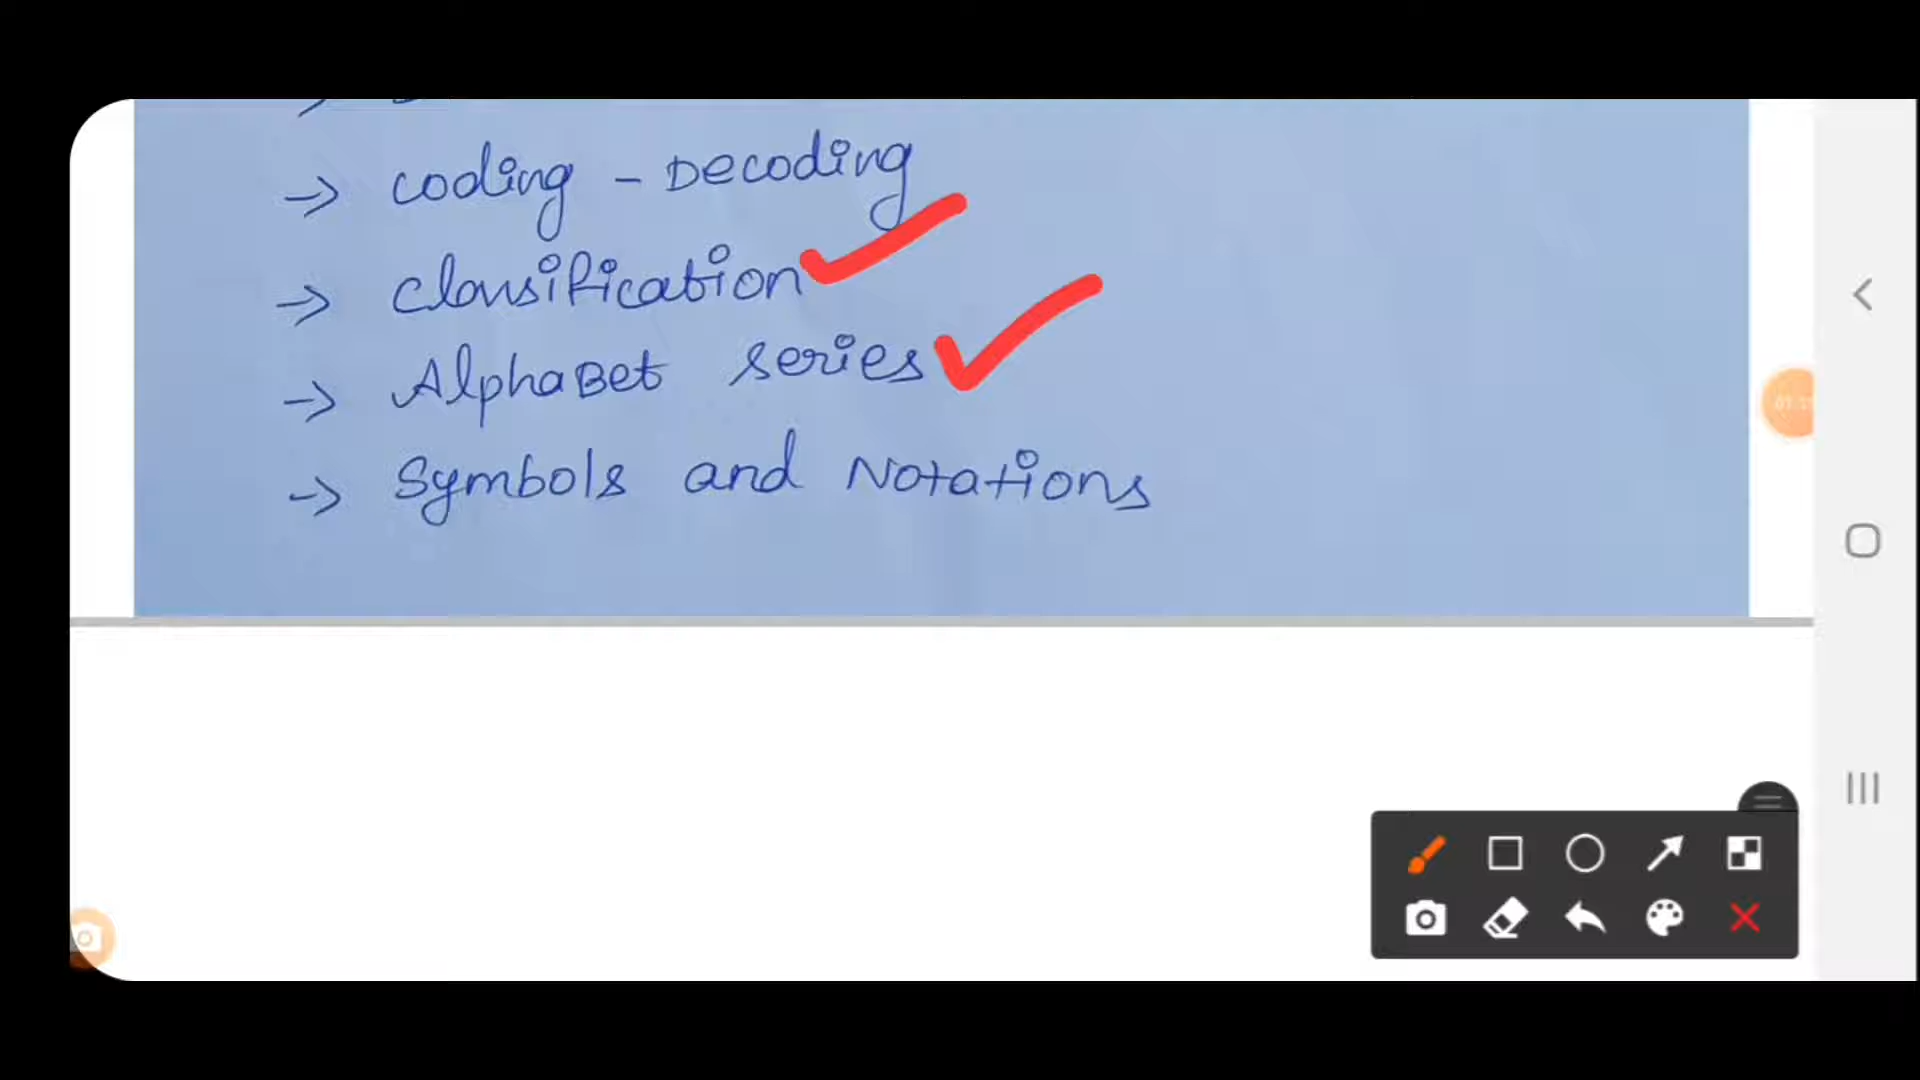 → Coding - Decoding
→ Classification
→ Alphabet series
→ Symbols and Notations